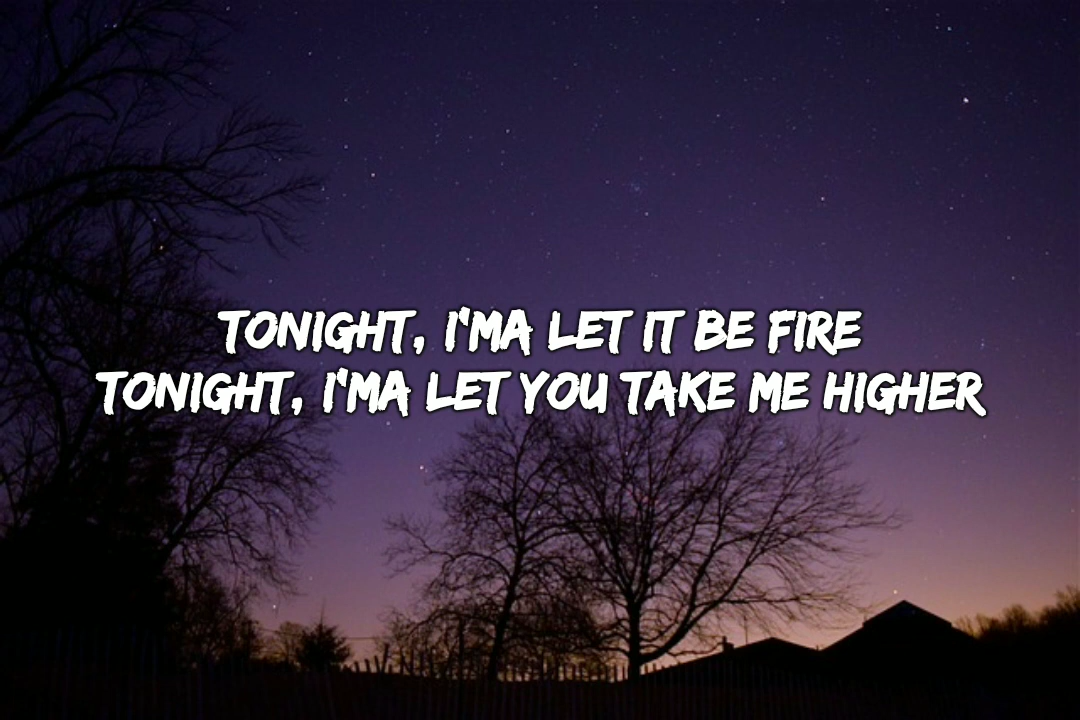 TONIGHT, I'MA LET IT BE FIRE
TONIGHT, I'MA LET YOU TAKE ME HIGHER